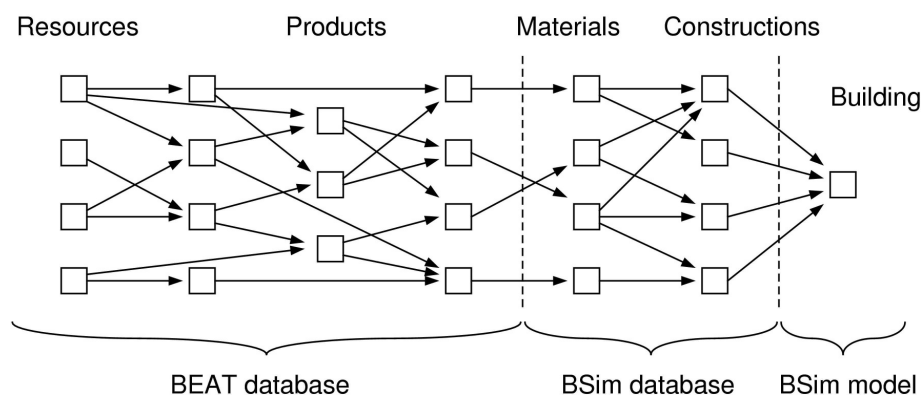 Resources Products Materials Constructions
Building
BEAT database BSim database BSim model